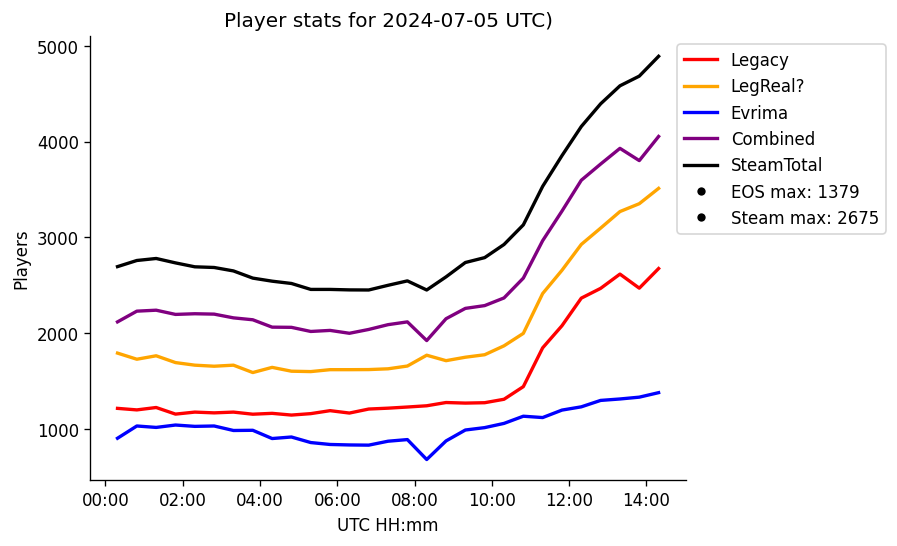 Player stats for 2024-07-05 UTC)
5000
4000
3000
2000
1000
Players
00:00 02:00 04:00 06:00 08:00 10:00 12:00 14:00
UTC HH:mm
Legacy
LegReal?
Evrima
Combined
SteamTotal
EOS max: 1379
Steam max: 2675